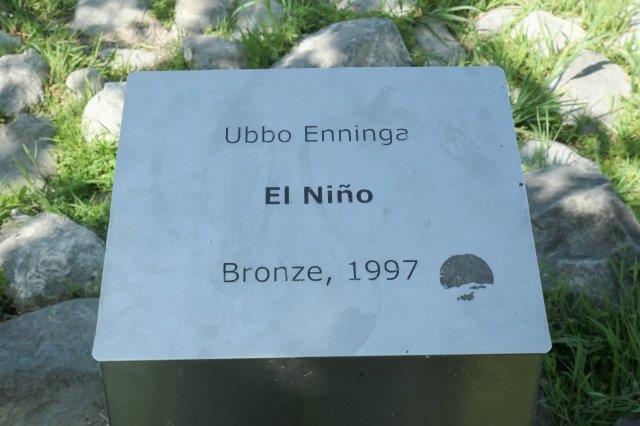 Ubbo Enninga
El Niño
Bronze, 1997